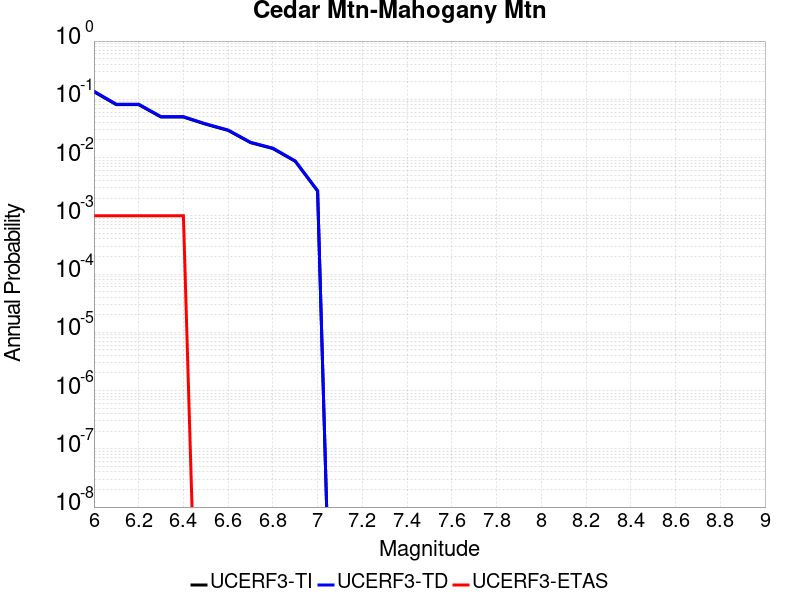 Cedar Mtn-Mahogany Mtn
10^0
10^-1
10^-2
10^-3
10^-4
10^-5
10^-6
10^-7
10^-8
Annual Probability
6 6.2 6.4 6.6 6.8 7 7.2 7.4 7.6 7.8 8 8.2 8.4 8.6 8.8 9
Magnitude
UCERF3-TI UCERF3-TD UCERF3-ETAS